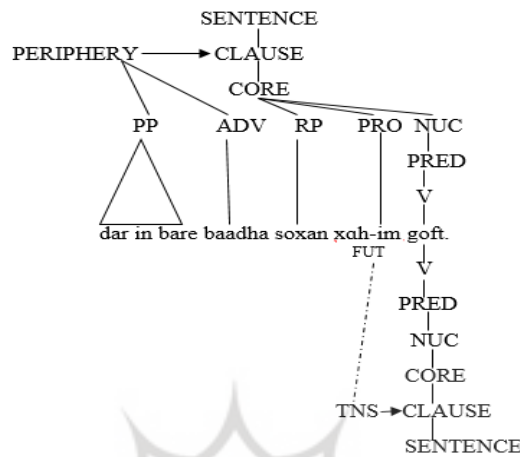 SENTENCE
PERIPHERY CLAUSE
CORE
PP ADV RP PRO NUC
PRED
V
dar in bare baadha soxan xɑh-im goft.
FUT
V
PRED
NUC
CORE
TNS CLAUSE
SENTENCE